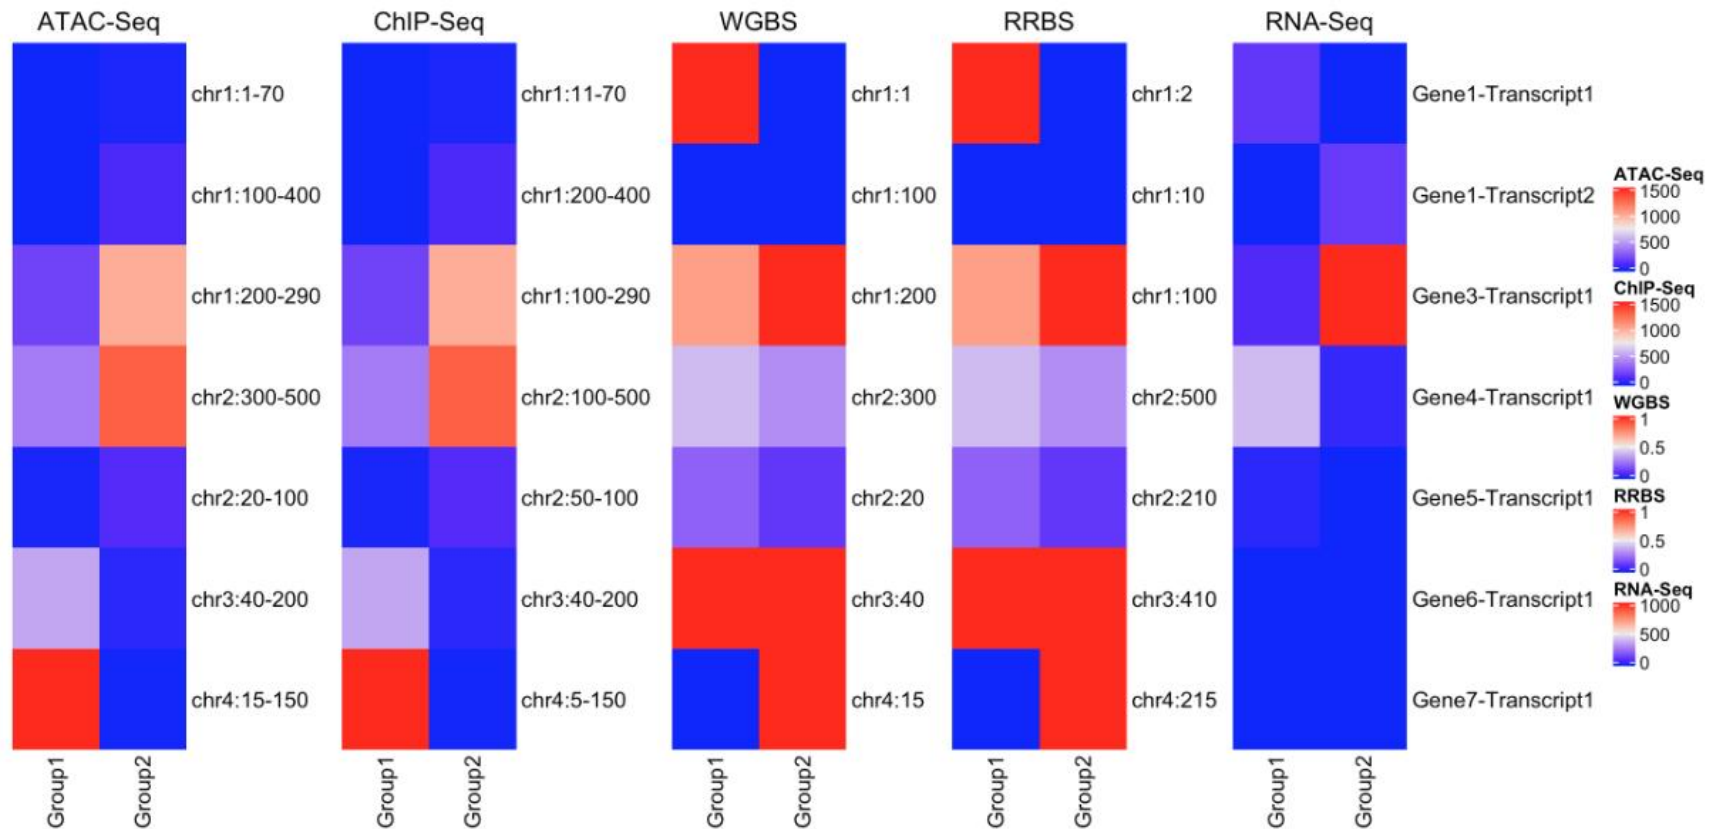 ATAC-Seq ChIP-Seq WGBS RRBS RNA-Seq
chr1:1-70 chr1:11-70 chr1:1 chr1:2 Gene1-Transcript1
chr1:100-400 chr1:200-400 chr1:100 chr1:10 Gene1-Transcript2
chr1:200-290 chr1:100-290 chr1:200 chr1:100 Gene3-Transcript1
chr2:300-500 chr2:100-500 chr2:300 chr2:500 Gene4-Transcript1
chr2:20-100 chr2:50-100 chr2:20 chr2:210 Gene5-Transcript1
chr3:40-200 chr3:40-200 chr3:40 chr3:410 Gene6-Transcript1
chr4:15-150 chr4:5-150 chr4:15 chr4:215 Gene7-Transcript1
Group1 Group2 Group1 Group2 Group1 Group2 Group1 Group2 Group1 Group2
ATAC-Seq
1500
1000
500
0
ChIP-Seq
1500
1000
500
0
WGBS
1
0.5
0
RRBS
1
0.5
0
RNA-Seq
1000
500
0